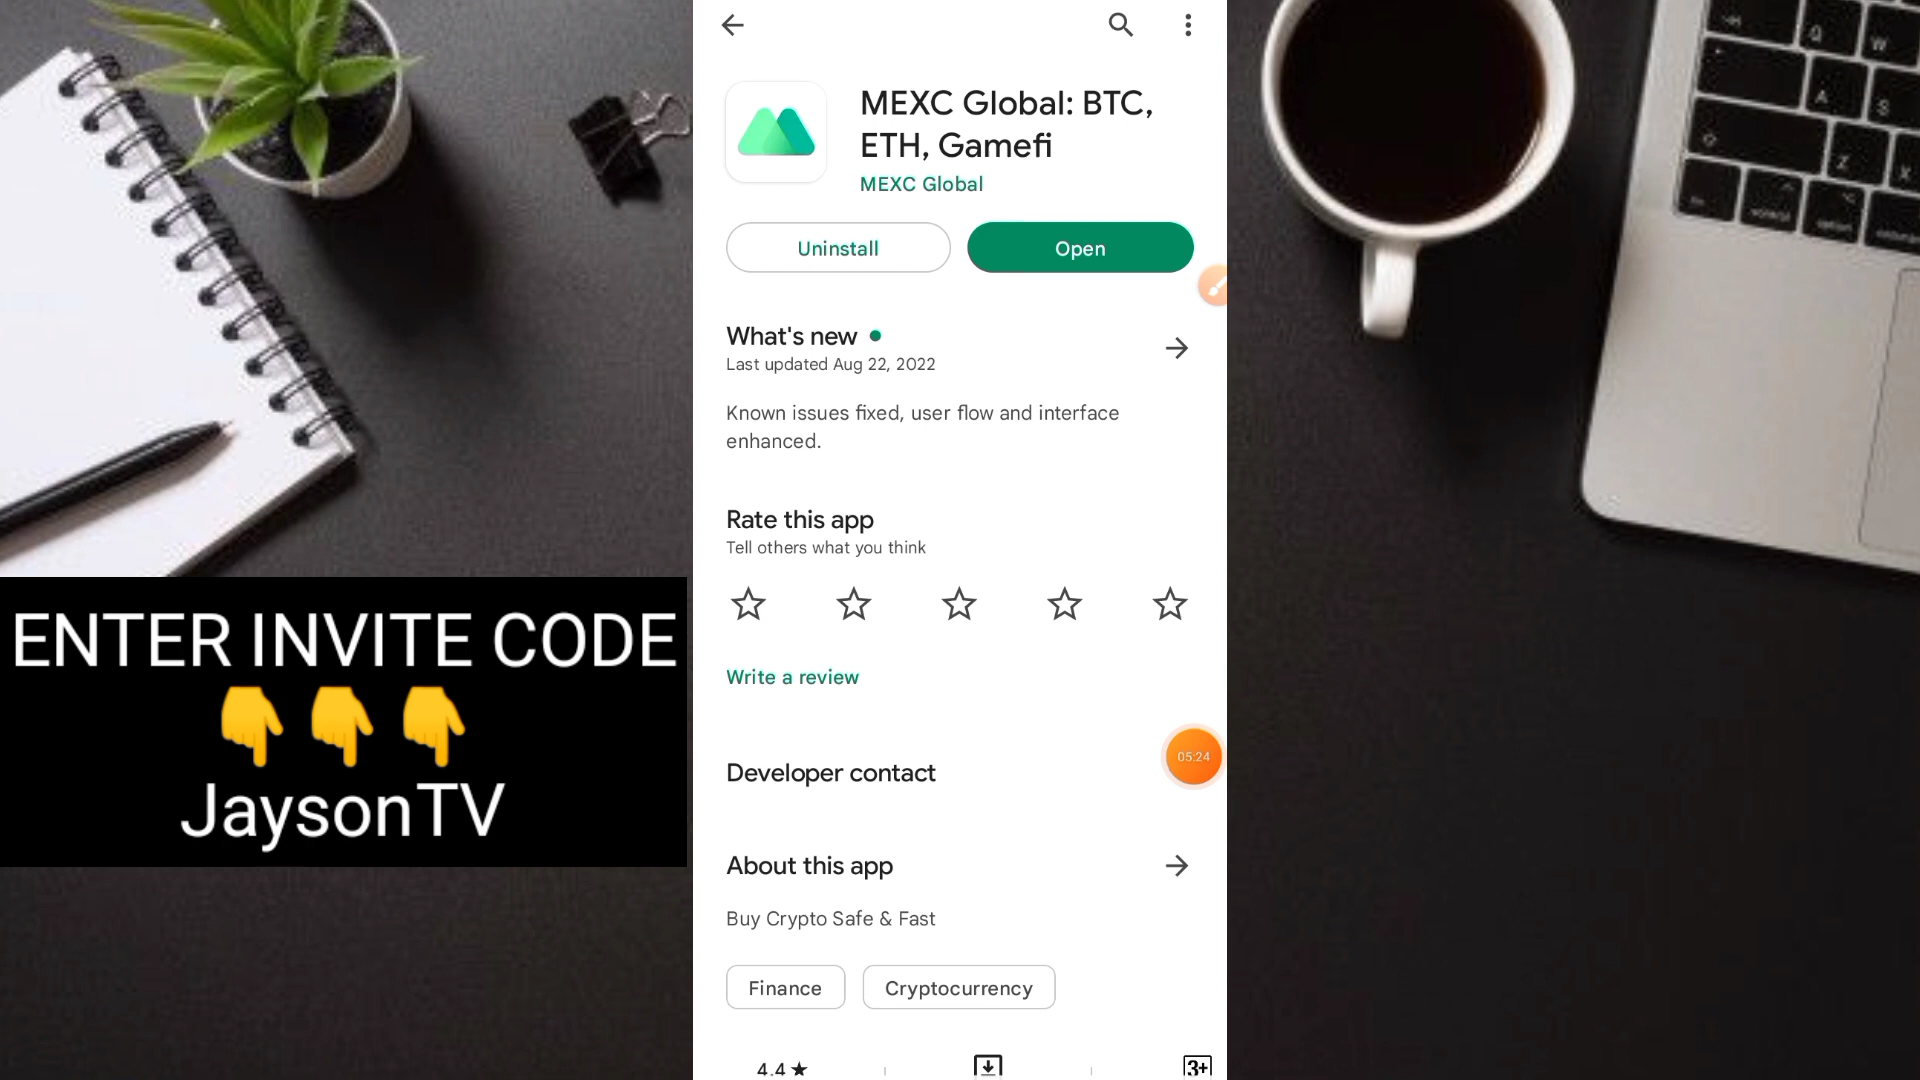 MEXC Global: BTC,
ETH, Gamefi
MEXC Global
Uninstall
Open
What's new
Last updated Aug 22, 2022
Known issues fixed, user flow and interface
enhanced.
Rate this app
Tell others what you think
Write a review
ENTER INVITE CODE
👇👇👇
JaysonTV
Developer contact
05:24
About this app
Buy Crypto Safe & Fast
Finance
Cryptocurrency
4.4★
3+
Q
W
A
S
Z
X